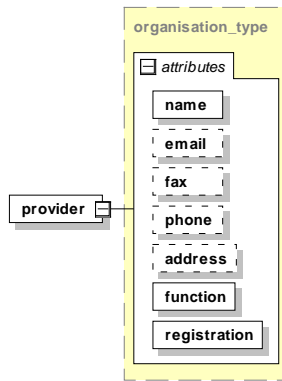 organisation_type
attributes
name
email
fax
phone
provider
address
function
registration